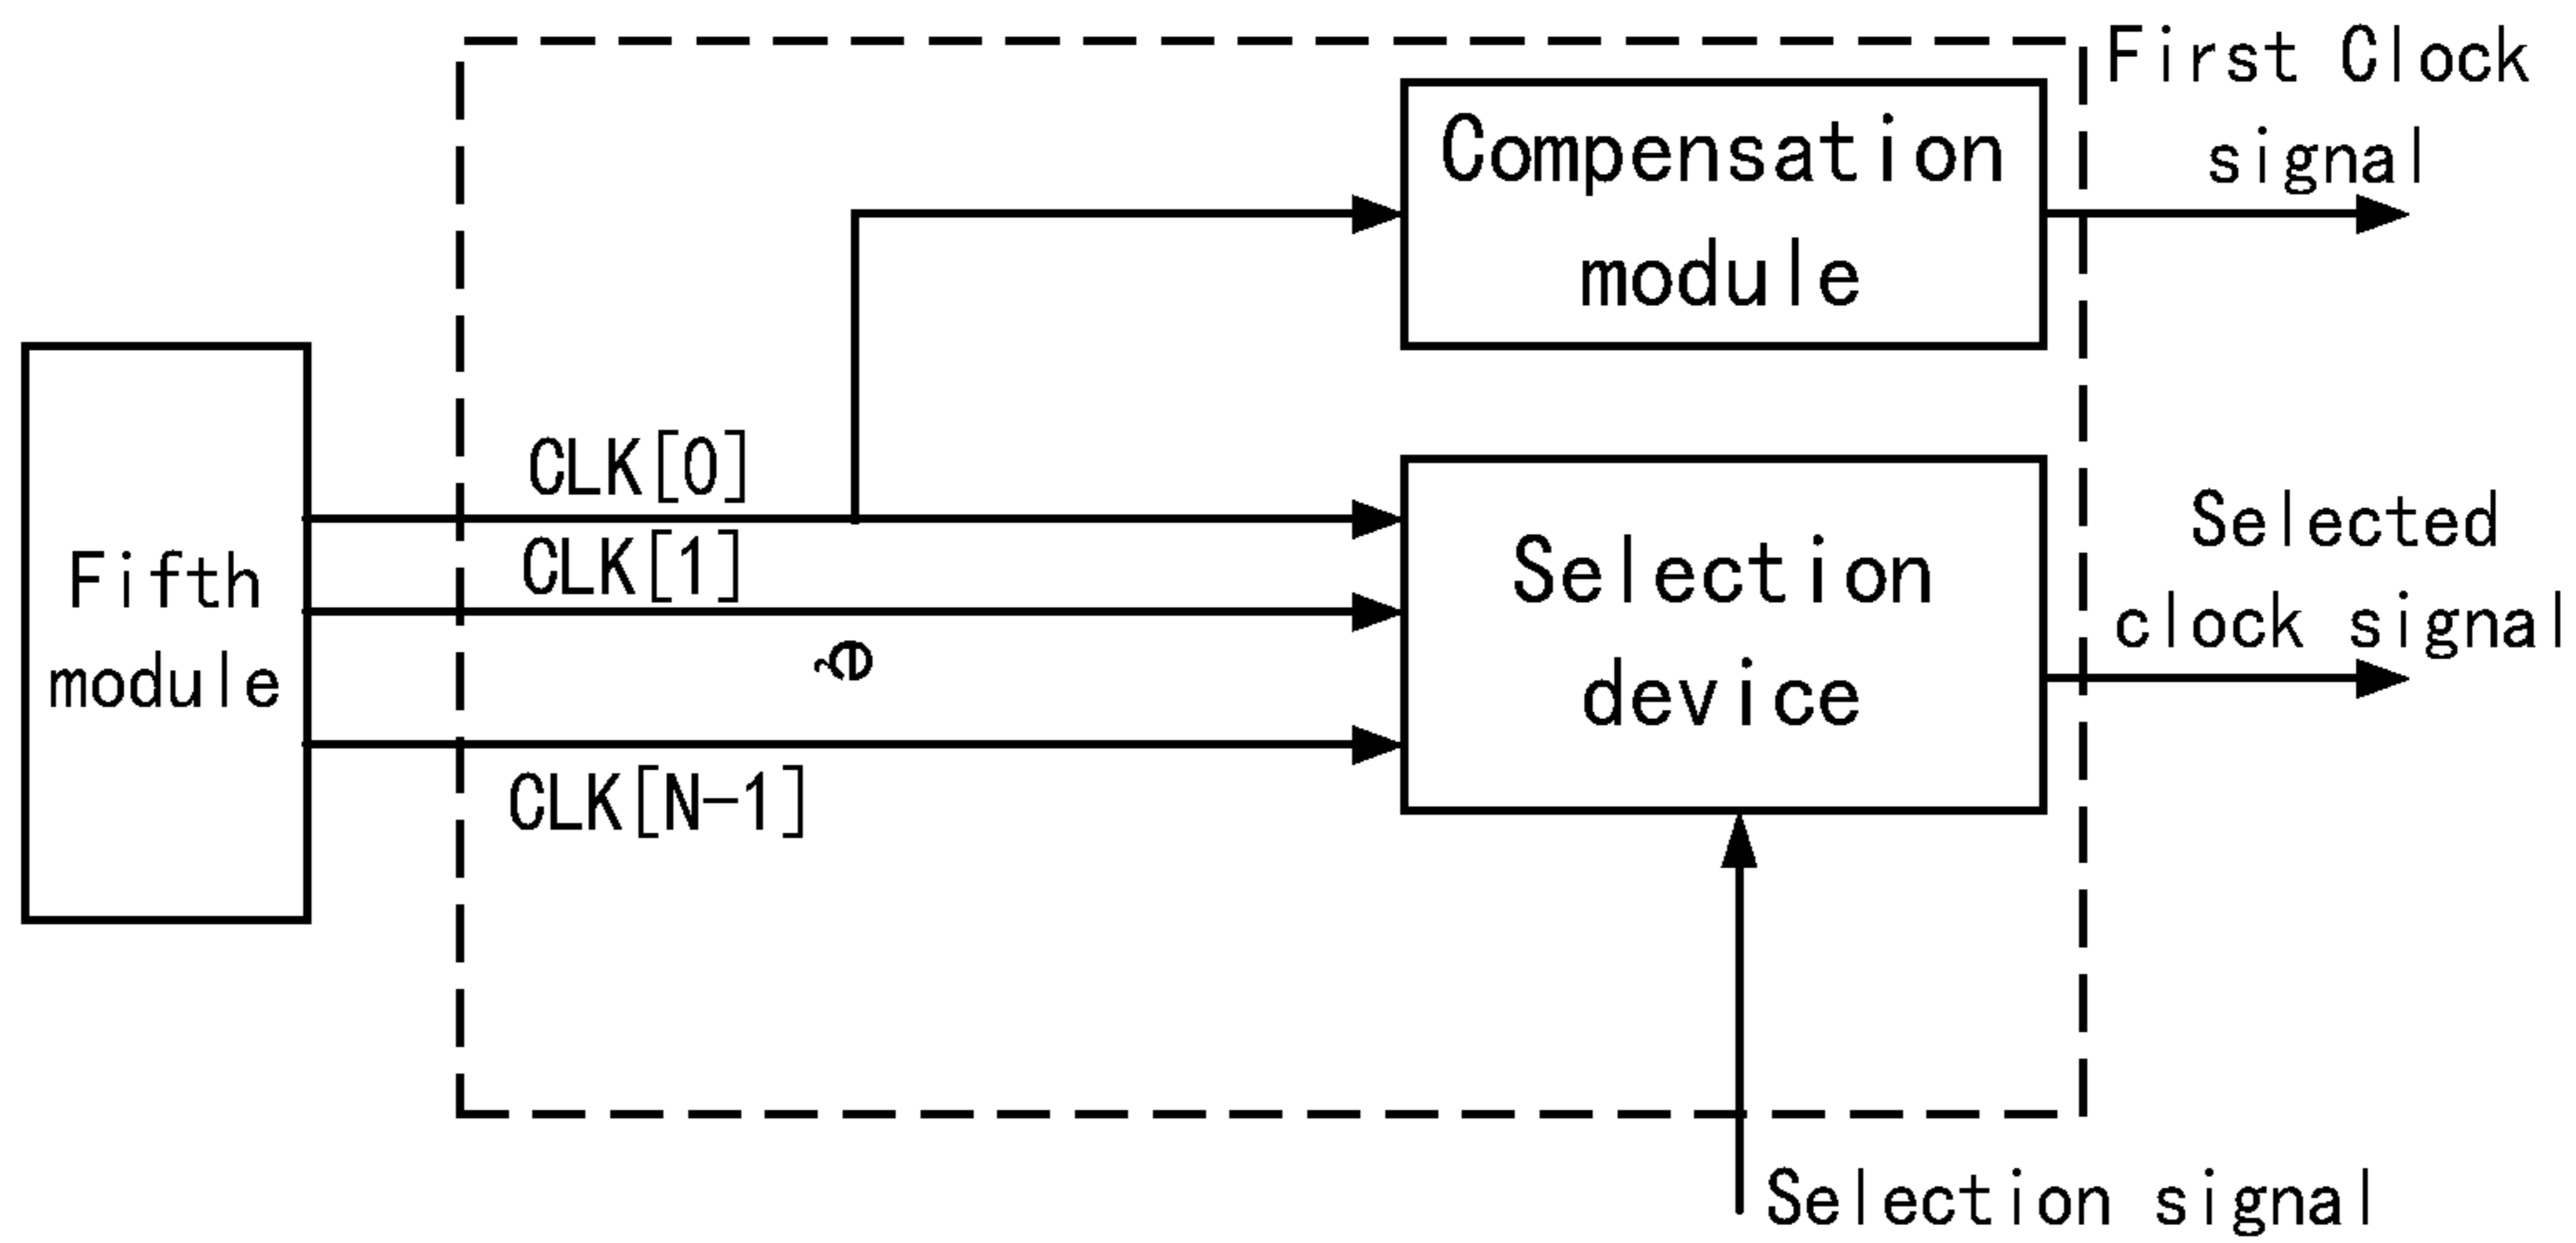 First Clock
signal
Compensation
module
CLK[0]
CLK[1]
CLK[N-1]
Fifth
module
Selection
device
Selected
clock signal
Selection signal